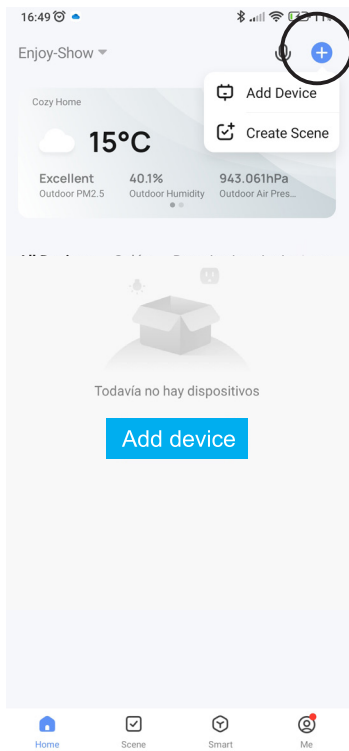 16:49
Enjoy-Show
Add Device
Create Scene
Cozy Home
15°C
Excellent 40.1% 943.061hPa
Outdoor PM2.5 Outdoor Humidity Outdoor Air Pres...
Todavía no hay dispositivos
Add device
Home Scene Smart Me